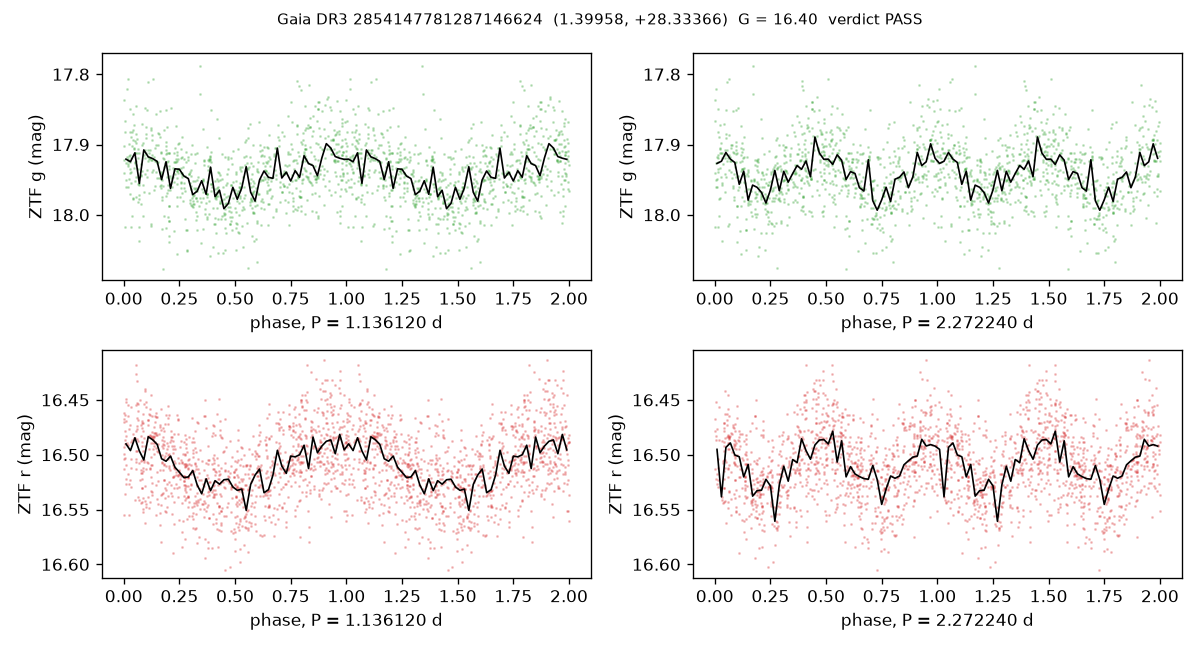 Gaia DR3 2854147781287146624 (1.39958, +28.33366) G = 16.40 verdict PASS
ZTF g (mag)
17.8
17.9
18.0
0.00 0.25 0.50 0.75 1.00 1.25 1.50 1.75 2.00
phase, P = 1.136120 d
ZTF g (mag)
17.8
17.9
18.0
0.00 0.25 0.50 0.75 1.00 1.25 1.50 1.75 2.00
phase, P = 2.272240 d
ZTF r (mag)
16.45
16.50
16.55
16.60
0.00 0.25 0.50 0.75 1.00 1.25 1.50 1.75 2.00
phase, P = 1.136120 d
ZTF r (mag)
16.45
16.50
16.55
16.60
0.00 0.25 0.50 0.75 1.00 1.25 1.50 1.75 2.00
phase, P = 2.272240 d